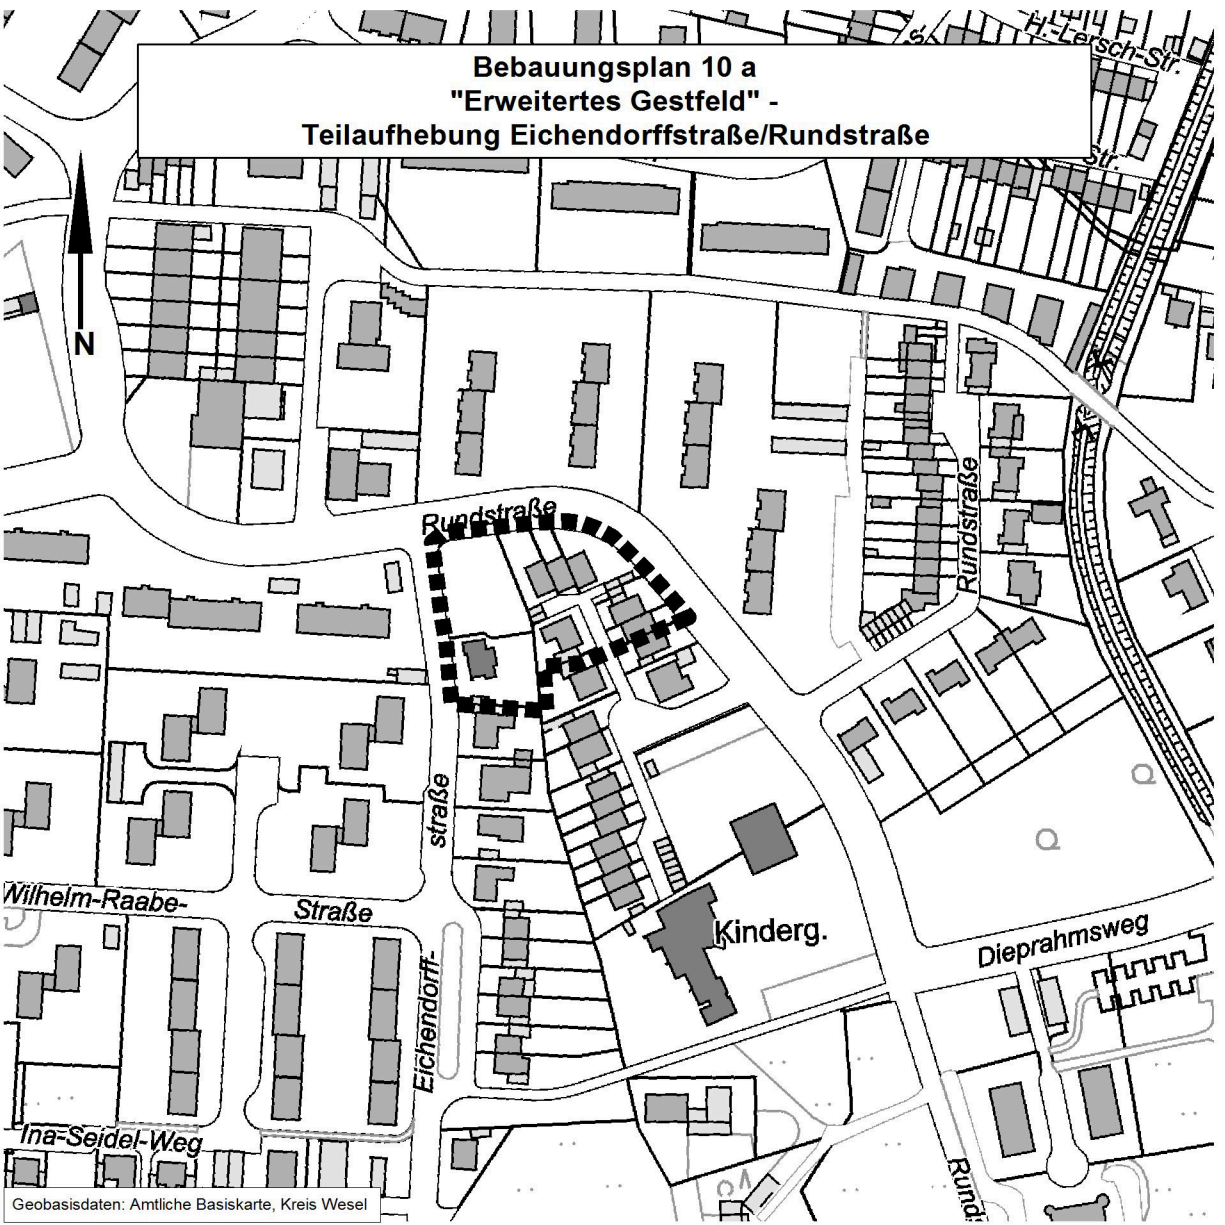 Bebauungsplan 10 a
"Erweitertes Gestfeld" -
Teilaufhebung Eichendorffstraße/Rundstraße
H.-Lersch-Str.
s.
Str.
N
Rundstraße
Rundstraße
straße
Wilhelm-Raabe-
Straße
Eichendorff-
Kinderg.
Dieprahmsweg
Ina-Seidel-Weg
Runds
Geobasisdaten: Amtliche Basiskarte, Kreis Wesel